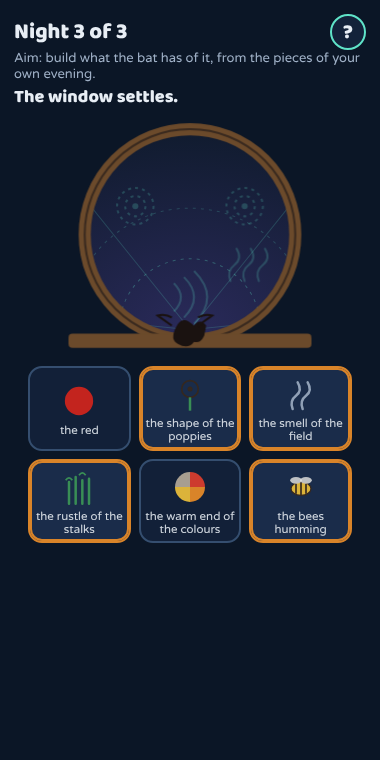 Night 3 of 3
?
Aim: build what the bat has of it, from the pieces of your
own evening.
The window settles.
the red
the shape of the
poppies
the smell of the
field
the rustle of the
stalks
the warm end of
the colours
the bees
humming